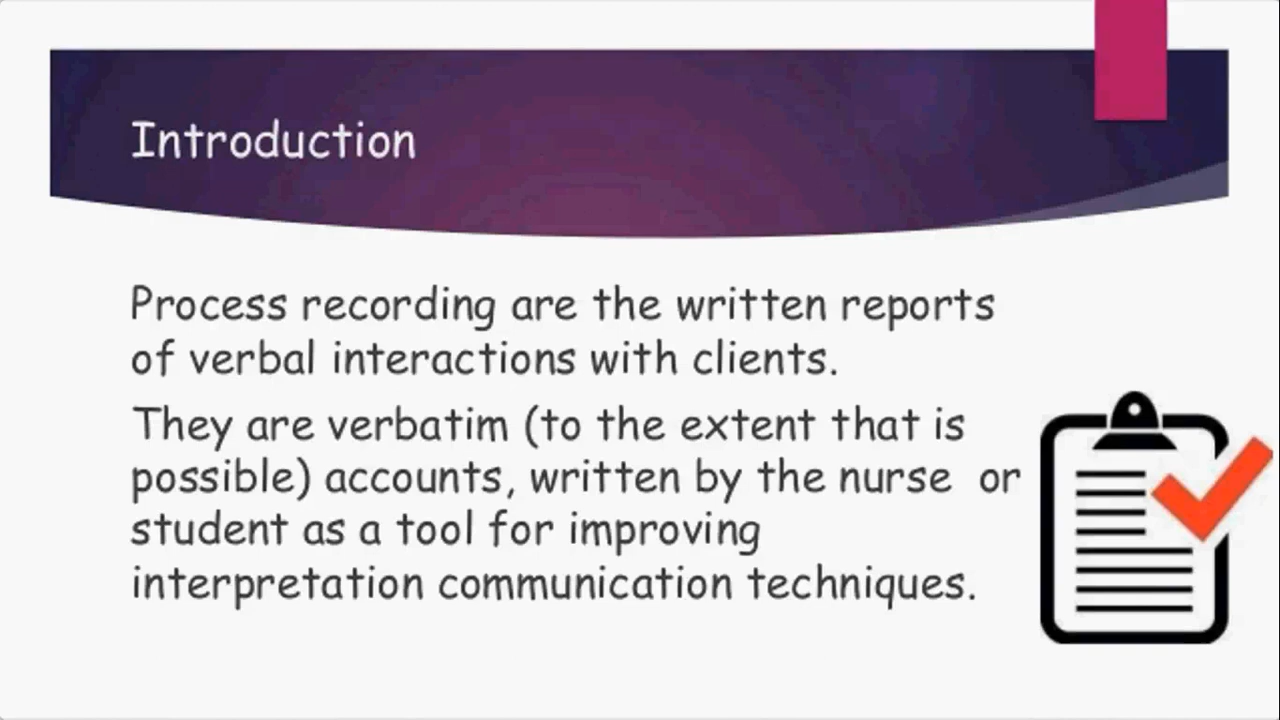 Introduction
Process recording are the written reports
of verbal interactions with clients.
They are verbatim (to the extent that is
possible) accounts, written by the nurse  or
student as a tool for improving
interpretation communication techniques.